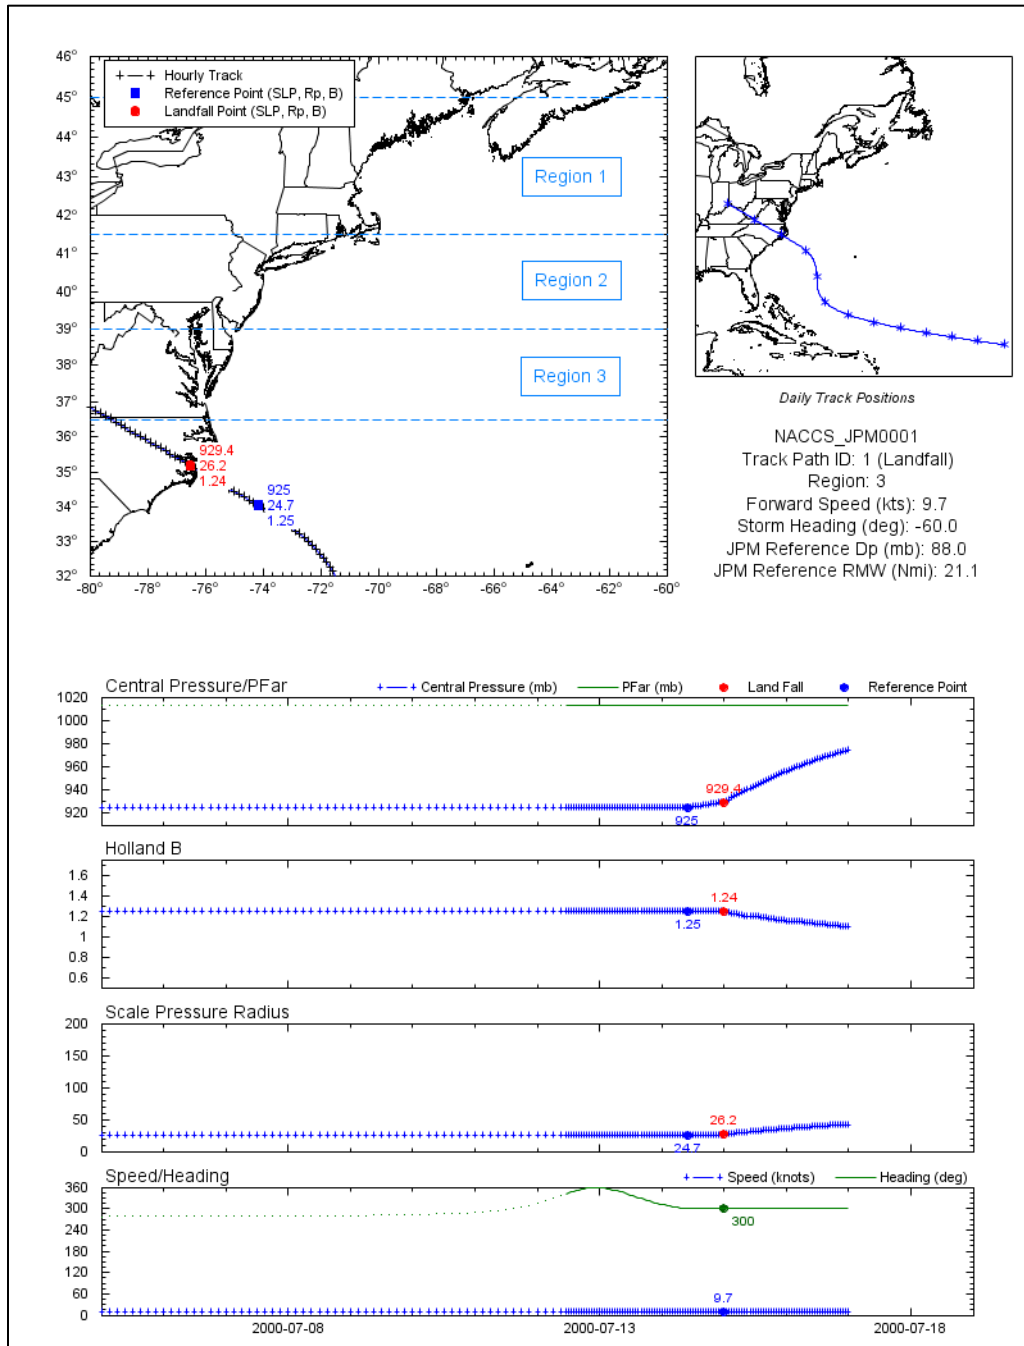 46°
45°
44°
43°
42°
41°
40°
39°
38°
37°
36°
35°
34°
33°
32°
-80° -78° -76° -74° -72° -70° -68° -66° -64° -62° -60°
Hourly Track
Reference Point (SLP, Rp, B)
Landfall Point (SLP, Rp, B)
Region 1
Region 2
Region 3
929.4
26.2
1.24
925
24.7
1.25
Daily Track Positions
NACCS_JPM0001
Track Path ID: 1 (Landfall)
Region: 3
Forward Speed (kts): 9.7
Storm Heading (deg): -60.0
JPM Reference Dp (mb): 88.0
JPM Reference RMW (Nmi): 21.1
Central Pressure/PFar
Central Pressure (mb) PFar (mb) Land Fall Reference Point
1020
1000
980
960
940
920
929.4
925
Holland B
1.6
1.4
1.2
1
0.8
0.6
1.24
1.25
Scale Pressure Radius
200
150
100
50
0
26.2
24.7
Speed/Heading
Speed (knots) Heading (deg)
360
300
240
180
120
60
0
300
9.7
2000-07-08 2000-07-13 2000-07-18